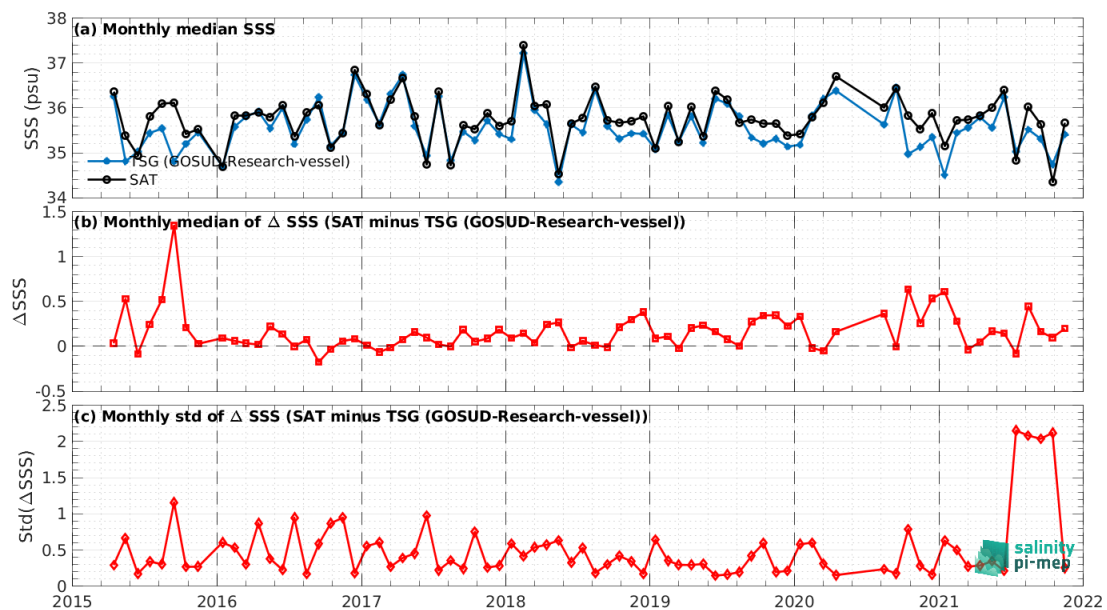 (a) Monthly median SSS
38
37
36
35
34
SSS (psu)
TSG (GOSUD-Research-vessel)
SAT
(b) Monthly median of Δ SSS (SAT minus TSG (GOSUD-Research-vessel))
1.5
1
0.5
0
-0.5
ΔSSS
(c) Monthly std of Δ SSS (SAT minus TSG (GOSUD-Research-vessel))
2.5
2
1.5
1
0.5
0
Std(ΔSSS)
salinity
pi-mep
2015 2016 2017 2018 2019 2020 2021 2022